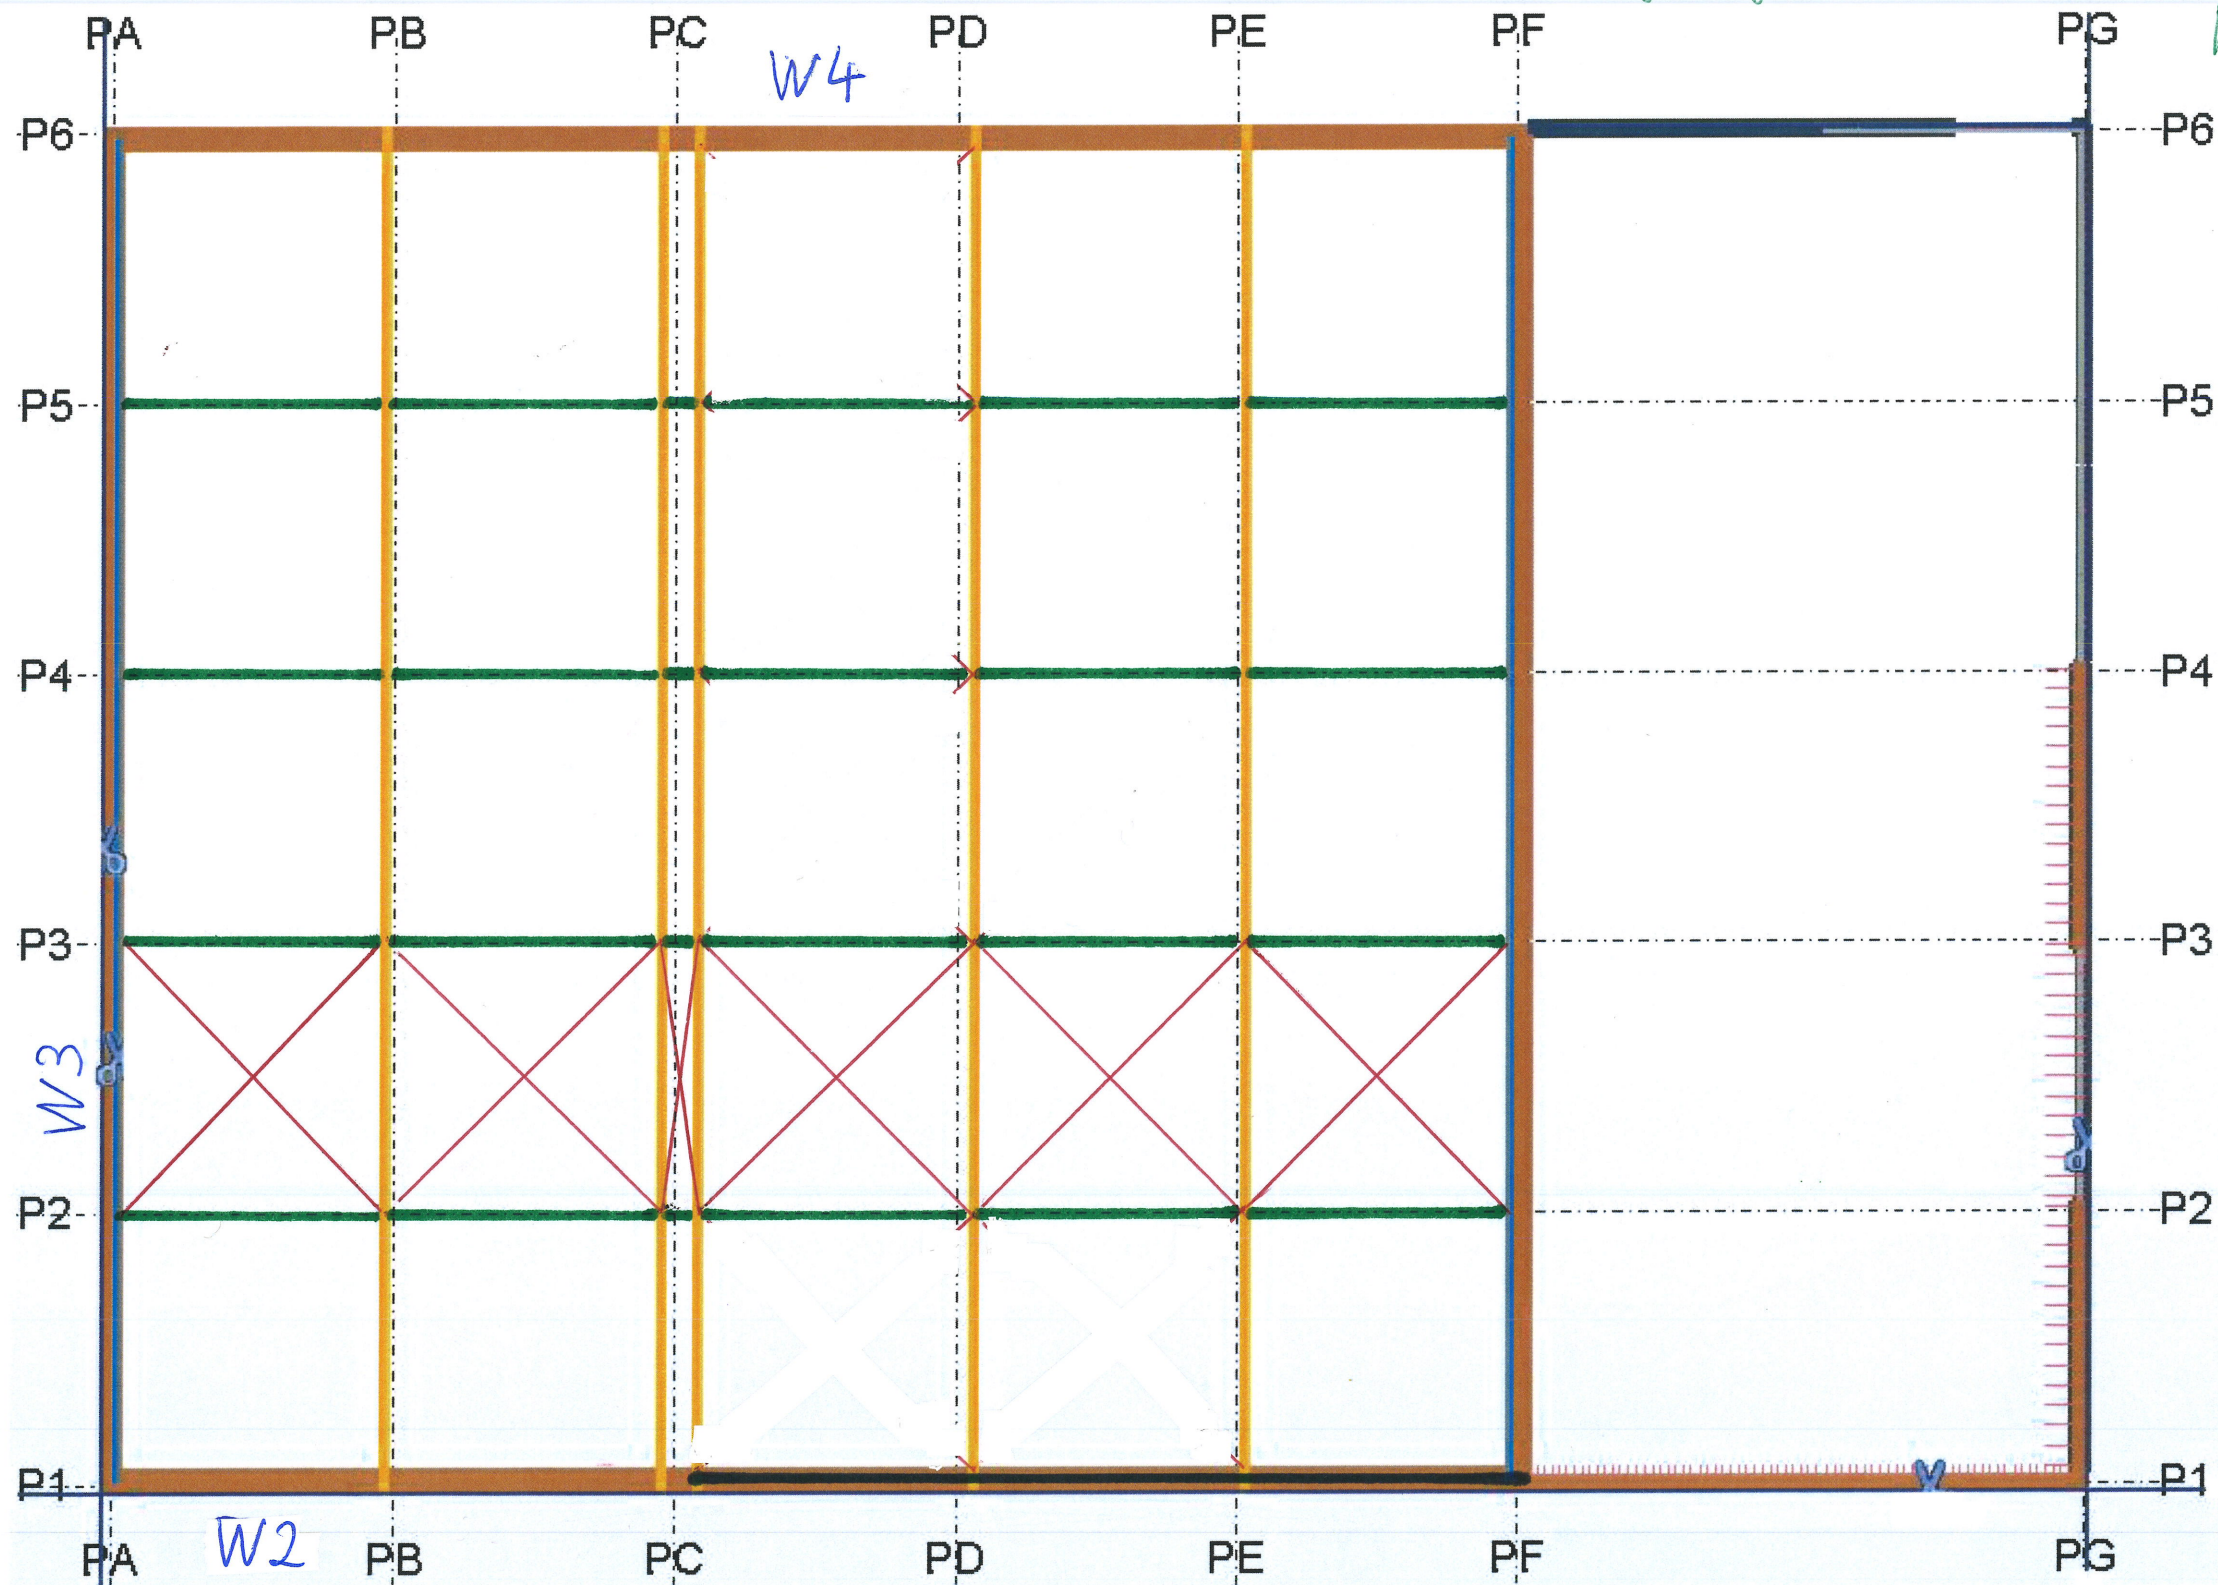 PA PB PC PD PE PF PG
W4
P6 P6
P5 P5
P4 P4
P3 P3
W3
P2 P2
P1 P1
W2
PA PB PC PD PE PF PG